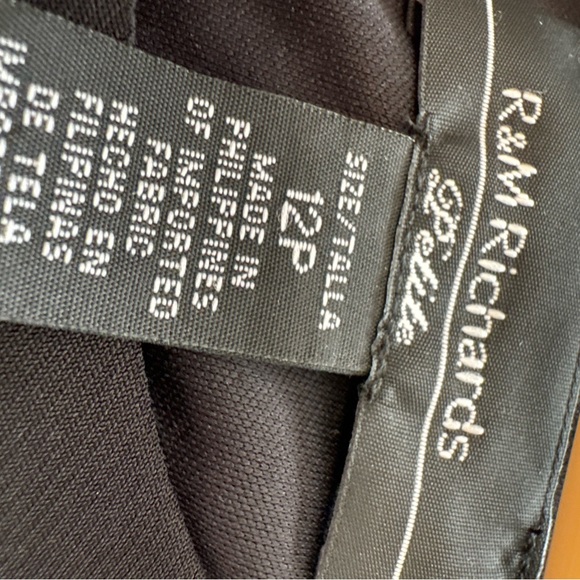 R&M Richards
Petite
SIZE/TALLA
12P
MADE IN
PHILIPPINES
OF IMPORTED
FABRIC
HECHO EN
FILIPINAS
DE TELA